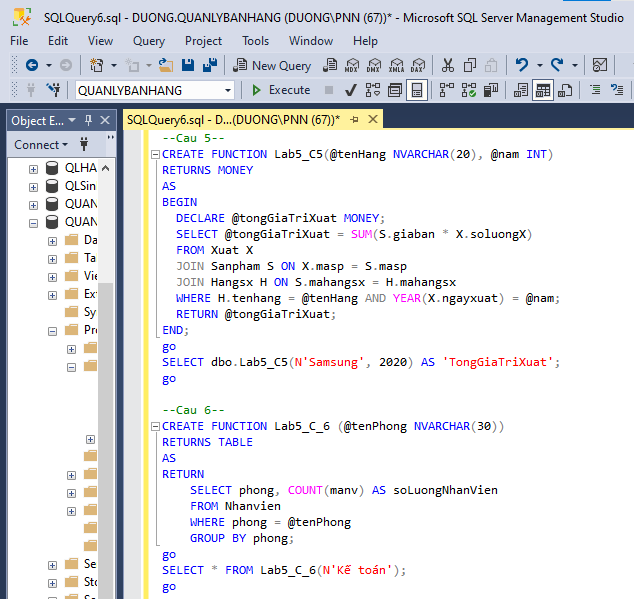 SQLQuery6.sql - DUONG.QUANLYBANHANG (DUONG\PNN (67))* - Microsoft SQL Server Management Studio
File Edit View Query Project Tools Window Help
New Query MDX DMX XMLA DAX
QUANLYBANHANG Execute
Object E... SQLQuery6.sql - D...(DUONG\PNN (67))*
Connect
QLHA
QLSin
QUAN
QUAN
Da
Ta
Vie
Ex
Sy
Pr
Se
Sto
--Cau 5--
CREATE FUNCTION Lab5_C5(@tenHang NVARCHAR(20), @nam INT)
RETURNS MONEY
AS
BEGIN
DECLARE @tongGiaTriXuat MONEY;
SELECT @tongGiaTriXuat = SUM(S.giaban * X.soluongX)
FROM Xuat X
JOIN Sanpham S ON X.masp = S.masp
JOIN Hangsx H ON S.mahangsx = H.mahangsx
WHERE H.tenhang = @tenHang AND YEAR(X.ngayxuat) = @nam;
RETURN @tongGiaTriXuat;
END;
go
SELECT dbo.Lab5_C5(N'Samsung', 2020) AS 'TongGiaTriXuat';
go
--Cau 6--
CREATE FUNCTION Lab5_C_6 (@tenPhong NVARCHAR(30))
RETURNS TABLE
AS
RETURN
SELECT phong, COUNT(manv) AS soLuongNhanVien
FROM Nhanvien
WHERE phong = @tenPhong
GROUP BY phong;
go
SELECT * FROM Lab5_C_6(N'Kế toán');
go